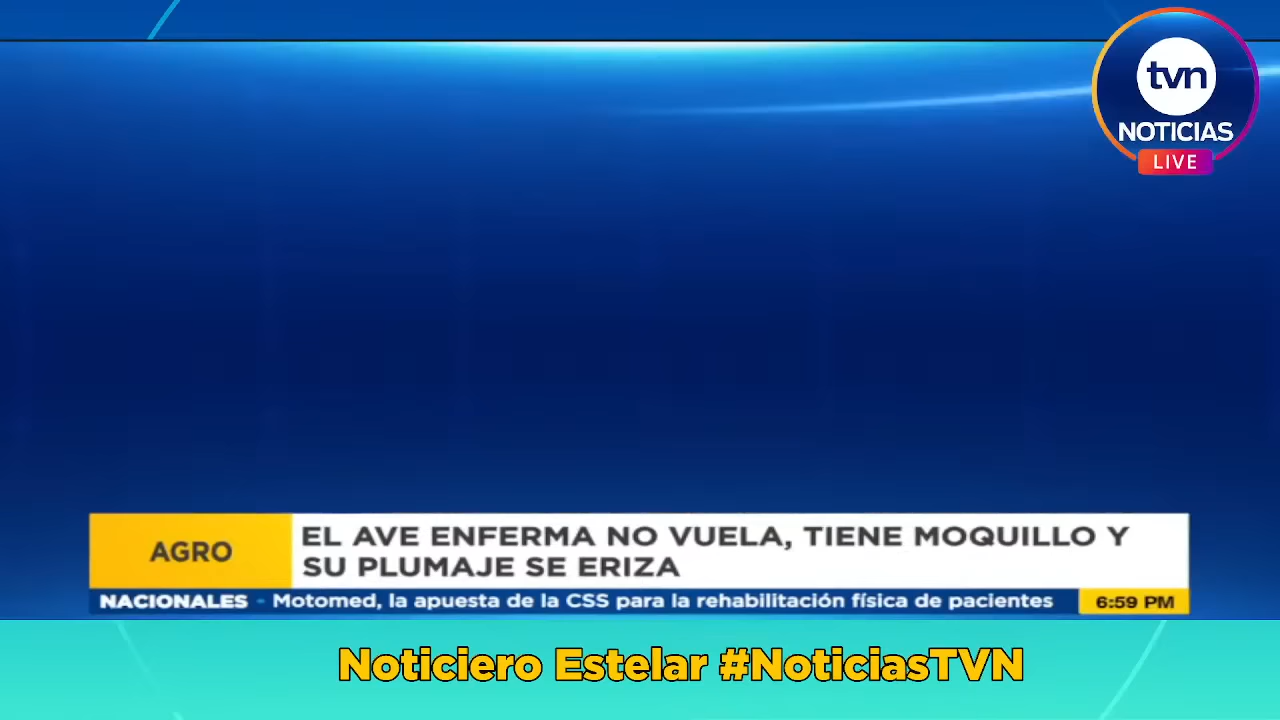 tvn
NOTICIAS
LIVE
AGRO
EL AVE ENFERMA NO VUELA, TIENE MOQUILLO Y
SU PLUMAJE SE ERIZA
NACIONALES - Motomed, la apuesta de la CSS para la rehabilitación física de pacientes
6:59 PM
Noticiero Estelar #NoticiasTVN